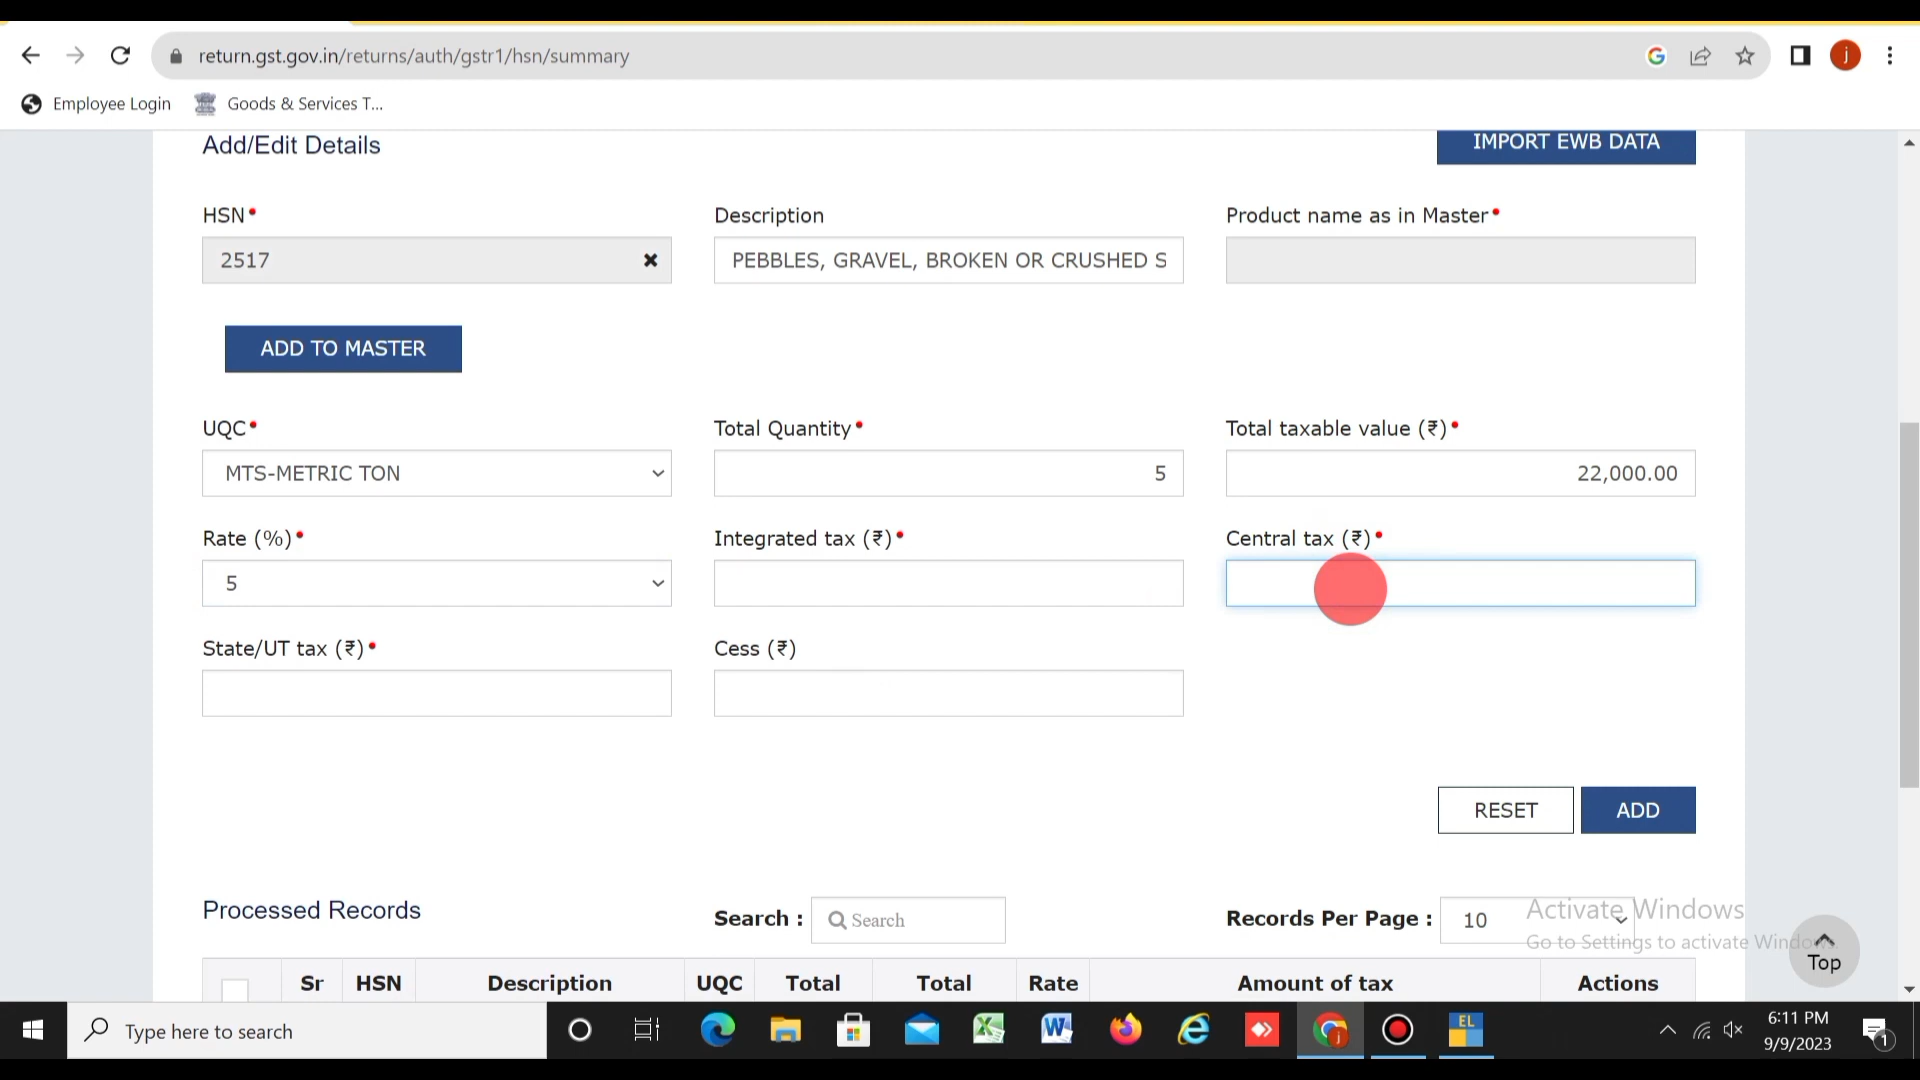 return.gst.gov.in/returns/auth/gstr1/hsn/summary
j
Employee Login
Goods & Services T...
Add/Edit Details
IMPORT EWB DATA
HSN•
Description
Product name as in Master•
2517
PEBBLES, GRAVEL, BROKEN OR CRUSHED S
ADD TO MASTER
UQC•
Total Quantity•
Total taxable value (₹)•
MTS-METRIC TON
5
22,000.00
Rate (%)•
Integrated tax (₹)•
Central tax (₹)•
5
State/UT tax (₹)•
Cess (₹)
RESET
ADD
Processed Records
Search :
Search
Records Per Page :
10
Activate Windows
Go to Settings to activate Windows.
Top
Sr
HSN
Description
UQC
Total
Total
Rate
Amount of tax
Actions
Type here to search
EL
6:11 PM
9/9/2023
1